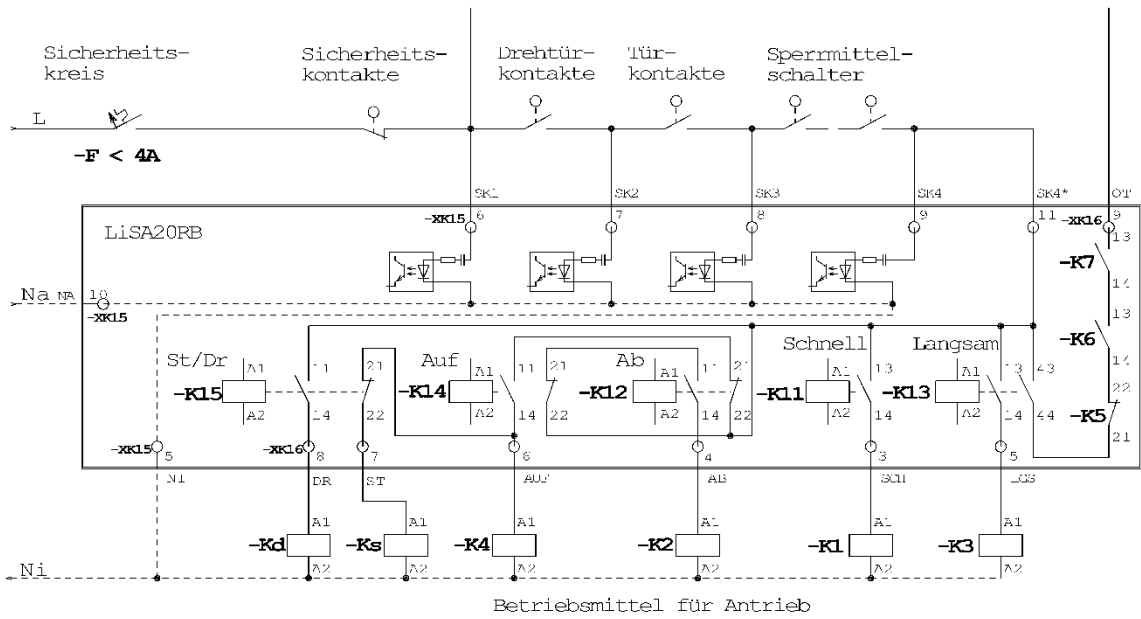 Sicherheits-
kreis
Sicherheits-
kontakte
Drehtür-
kontakte
Tür-
kontakte
Sperrmittel-
schalter
L
-F < 4A
SK1 SK2 SK3 SK4 SK4* OT
-XK15 6 7 8 9 11 -XK16 9
LiSA20RB
13
-K7
14
Na NA 10
-XK15
13
-K6
14
St/Dr Auf Ab Schnell Langsam
A1 11 21 A1 11 21 A1 11 21 A1 13 A1 13 43 22
-K15 -K14 -K12 -K11 -K13 -K5
A2 14 22 A2 14 22 A2 14 22 A2 14 A2 14 44 21
-XK15 5 -XK16 8 7 6 4 3 5
NI DR ST AUF AB SCH LGS
A1 A1 A1 A1 A1 A1
-Kd -Ks -K4 -K2 -K1 -K3
A2 A2 A2 A2 A2 A2
Ni
Betriebsmittel für Antrieb